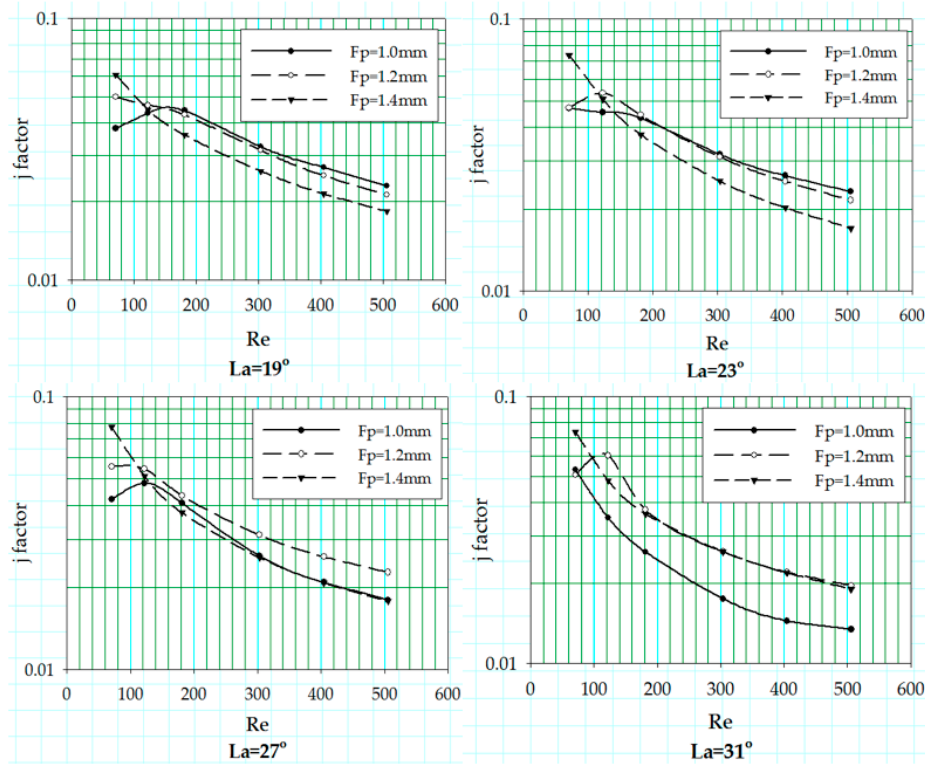 0.1
Fp=1.0mm
Fp=1.2mm
Fp=1.4mm
j factor
0.01
0 100 200 300 400 500 600
Re
La=19°
0.1
Fp=1.0mm
Fp=1.2mm
Fp=1.4mm
j factor
0.01
0 100 200 300 400 500 600
Re
La=23°
0.1
Fp=1.0mm
Fp=1.2mm
Fp=1.4mm
j factor
0.01
0 100 200 300 400 500 600
Re
La=27°
0.1
Fp=1.0mm
Fp=1.2mm
Fp=1.4mm
j factor
0.01
0 100 200 300 400 500 600
Re
La=31°